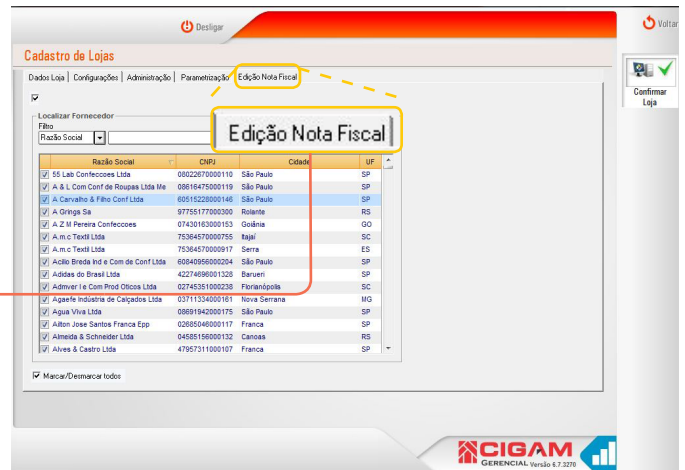 Desligar
Voltar
Cadastro de Lojas
Dados Loja | Configurações | Administração | Parametrização | Edição Nota Fiscal
Confirmar
Loja
Localizar Fornecedor
Filtro
Razão Social
Edição Nota Fiscal
Razão Social CNPJ Cidade UF
55 Lab Confeccoes Ltda 08022670000110 São Paulo SP
A & L Com Conf de Roupas Ltda Me 08616475000119 São Paulo SP
A Carvalho & Filho Conf Ltda 60515228000146 São Paulo SP
A Grings Sa 97755177000300 Rolante RS
A Z M Pereira Confeccoes 07430163000153 Goiânia GO
A.m.c Textil Ltda 75364570000755 Itajaí SC
A.m.c Textil Ltda 75364570000917 Serra ES
Acilio Breda Ind e Com de Conf Ltda 60840956000204 São Paulo SP
Adidas do Brasil Ltda 42274696001328 Barueri SP
Admver I e Com Prod Oticos Ltda 02745351000238 Florianópolis SC
Agaefe Indústria de Calçados Ltda 03711334000161 Nova Serrana MG
Agua Viva Ltda 08691942000175 São Paulo SP
Ailton Jose Santos Franca Epp 02685046000117 Franca SP
Almeida & Schneider Ltda 04585156000132 Canoas RS
Alves & Castro Ltda 47957311000107 Franca SP
Marcar/Desmarcar todos
CIGAM
GERENCIAL Versão 6.7.3270